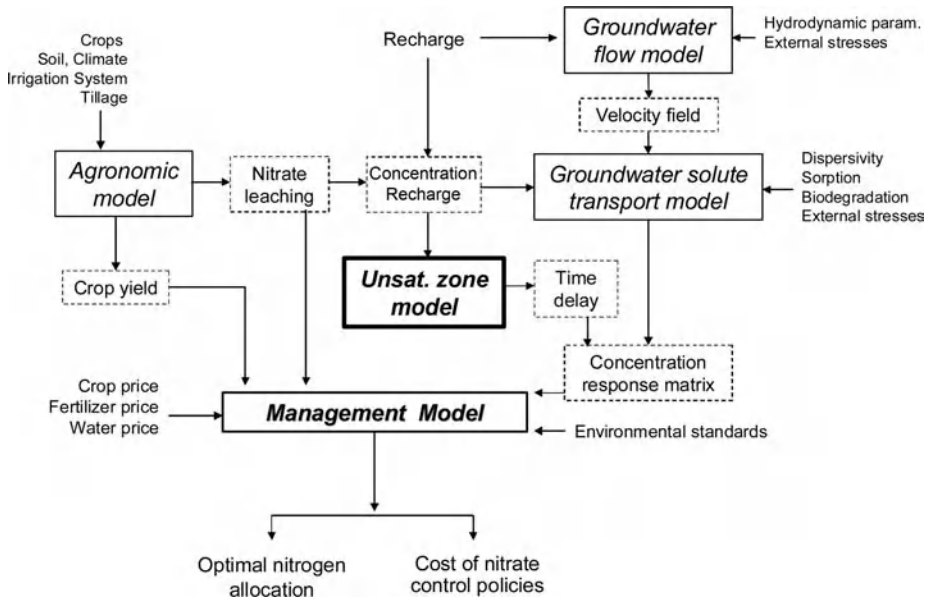 Crops
Soil, Climate
Irrigation System
Tillage
Recharge
Groundwater
flow model
Hydrodynamic param.
External stresses
Velocity field
Agronomic
model
Nitrate
leaching
Concentration
Recharge
Groundwater solute
transport model
Dispersivity
Sorption
Biodegradation
External stresses
Crop yield
Unsat. zone
model
Time
delay
Concentration
response matrix
Crop price
Fertilizer price
Water price
Management Model
Environmental standards
Optimal nitrogen
allocation
Cost of nitrate
control policies